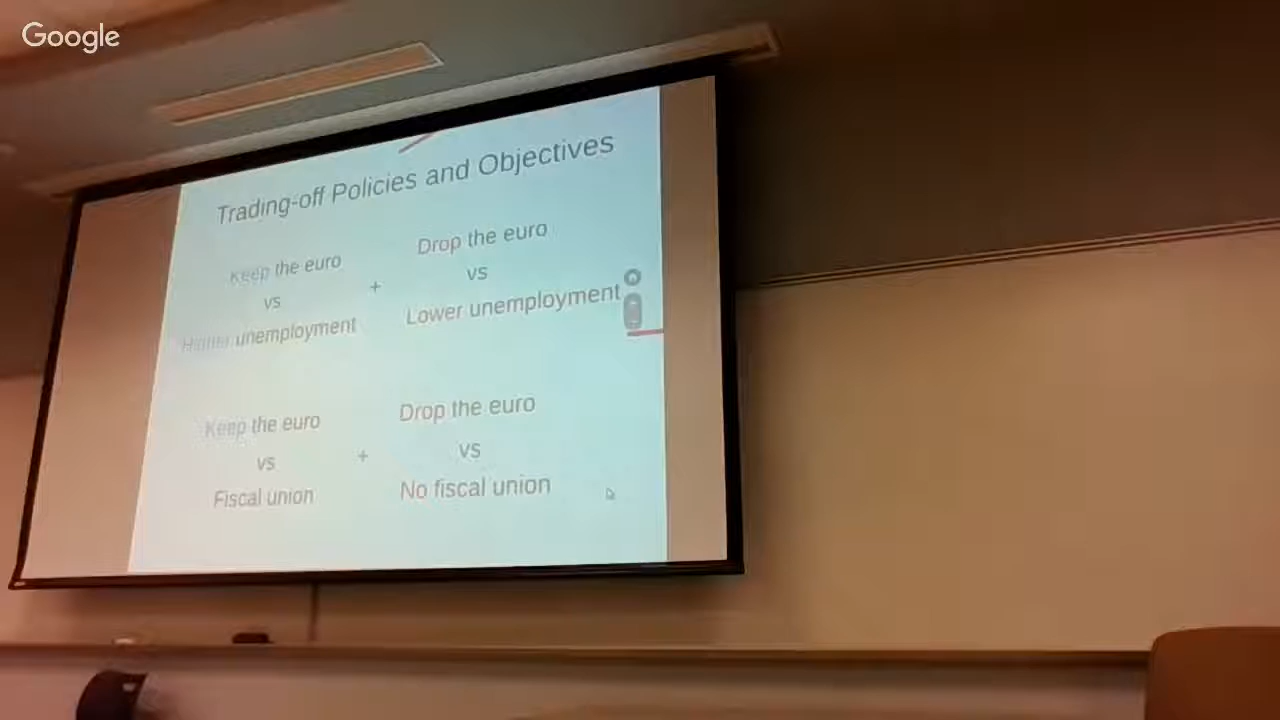 Google
Trading-off Policies and Objectives
Keep the euro
vs
Higher unemployment
+
Drop the euro
vs
Lower unemployment
Keep the euro
vs
Fiscal union
+
Drop the euro
vs
No fiscal union